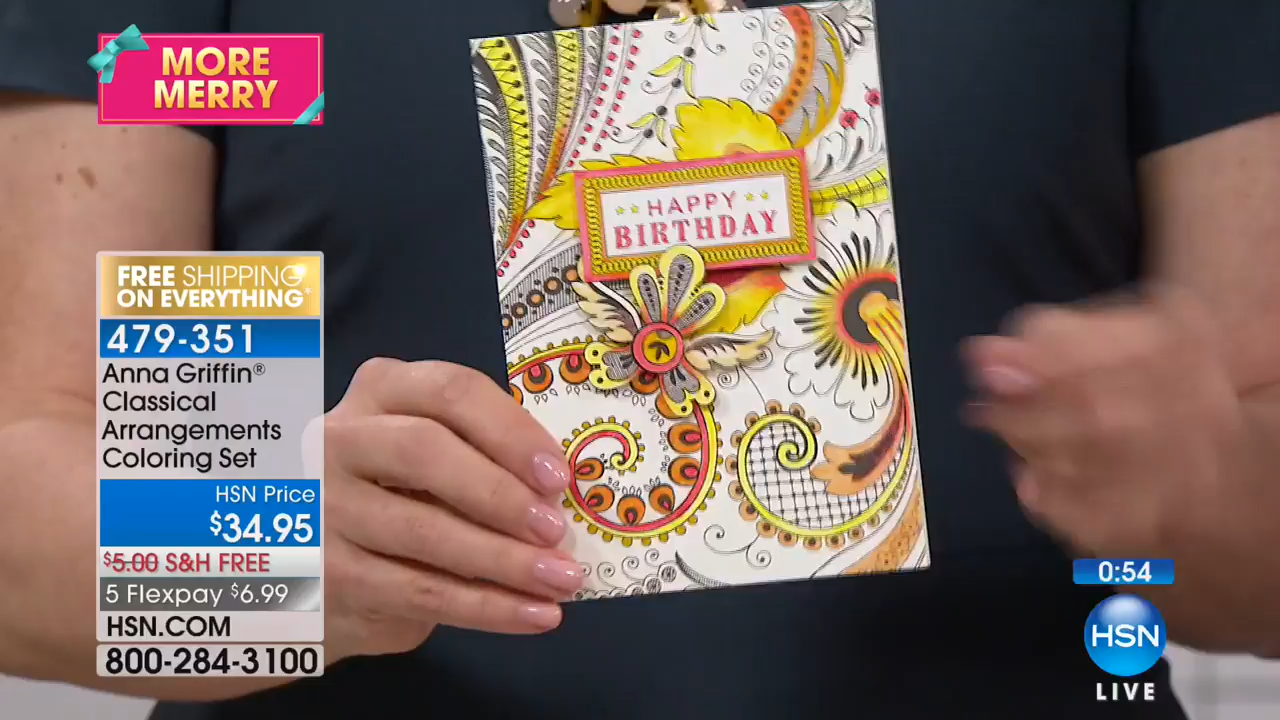 MORE
MERRY
FREE SHIPPING
ON EVERYTHING*
479-351
Anna Griffin®
Classical
Arrangements
Coloring Set
HSN Price
$34.95
$5.00 S&H FREE
5 Flexpay $6.99
HSN.COM
800-284-3100
HAPPY
BIRTHDAY
0:54
HSN
LIVE